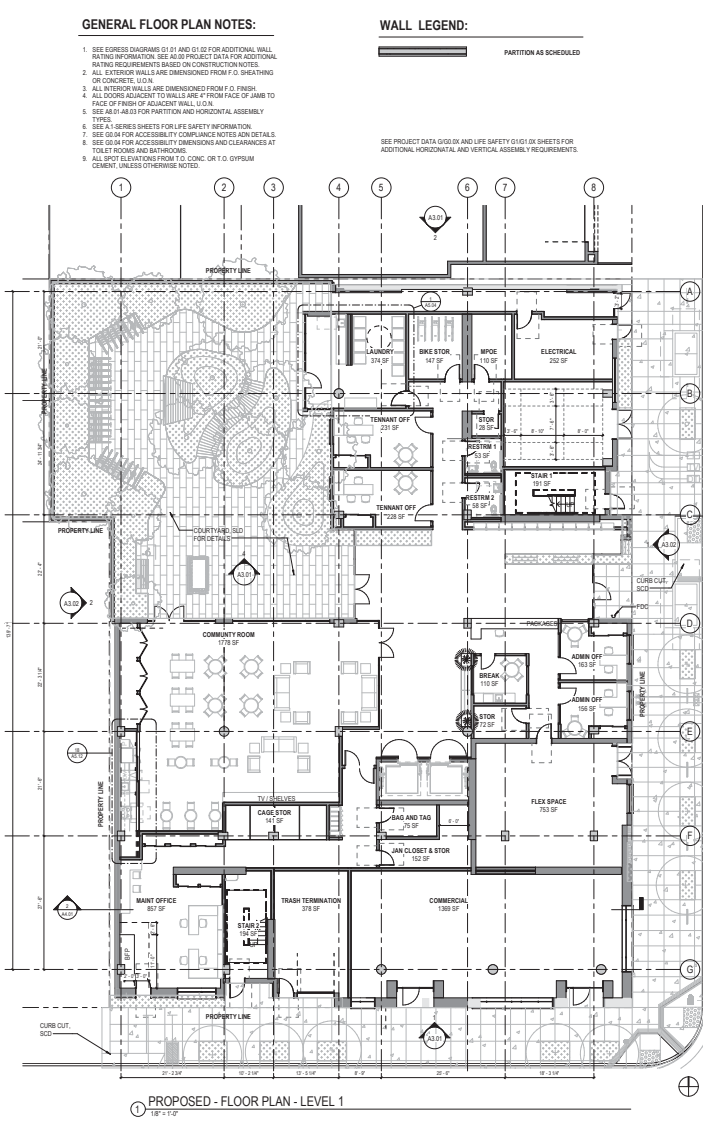 GENERAL FLOOR PLAN NOTES:
1. SEE EGRESS DIAGRAMS G1.01 AND G1.02 FOR ADDITIONAL WALL
RATING INFORMATION. SEE A0.00 PROJECT DATA FOR ADDITIONAL
RATING REQUIREMENTS BASED ON CONSTRUCTION NOTES.
2. ALL EXTERIOR WALLS ARE DIMENSIONED FROM F.O. SHEATHING
OR CONCRETE, U.O.N.
3. ALL INTERIOR WALLS ARE DIMENSIONED FROM F.O. FINISH.
4. ALL DOORS ADJACENT TO WALLS ARE 4" FROM FACE OF JAMB TO
FACE OF FINISH OF ADJACENT WALL, U.O.N.
5. SEE A8.01-A8.03 FOR PARTITION AND HORIZONTAL ASSEMBLY
TYPES.
6. SEE A.1-SERIES SHEETS FOR LIFE SAFETY INFORMATION.
7. SEE G0.04 FOR ACCESSIBILITY COMPLIANCE NOTES ADN DETAILS.
8. SEE G0.04 FOR ACCESSIBILITY DIMENSIONS AND CLEARANCES AT
TOILET ROOMS AND BATHROOMS.
9. ALL SPOT ELEVATIONS FROM T.O. CONC. OR T.O. GYPSUM
CEMENT, UNLESS OTHERWISE NOTED.
WALL LEGEND:
PARTITION AS SCHEDULED
SEE PROJECT DATA G/G0.0X AND LIFE SAFETY G1/G1.0X SHEETS FOR
ADDITIONAL HORIZONATAL AND VERTICAL ASSEMBLY REQUIREMENTS.
1 2 3 4 5 6 7 8
A3.01
2
PROPERTY LINE
A
LAUNDRY
374 SF
BIKE STOR.
147 SF
MPOE
110 SF
ELECTRICAL
252 SF
PROPERTY LINE
B
TENNANT OFF
231 SF
STOR
28 SF
RESTRM 1
53 SF
STAIR 1
191 SF
RESTRM 2
58 SF
TENNANT OFF
228 SF
C
PROPERTY LINE
COURTYARD, SLD
FOR DETAILS
4
A3.01
A3.02
CURB CUT,
SCD
FDC
A3.02
2
D
COMMUNTY ROOM
1778 SF
PACKAGES
ADMIN OFF
163 SF
BREAK
110 SF
ADMIN OFF
156 SF
STOR
72 SF
PROPERTY LINE
E
PROPERTY LINE
FLEX SPACE
753 SF
TV / SHELVES
CAGE STOR
141 SF
BAG AND TAG
75 SF
6' - 0"
F
JAN CLOSET & STOR
152 SF
MAINT OFFICE
857 SF
TRASH TERMINATION
378 SF
COMMERCIAL
1369 SF
A4.01
STAIR 2
194 SF
BFP
G
PROPERTY LINE
CURB CUT,
SCD
A3.01
21' - 2 3/4"
10' - 2 1/4"
13' - 5 1/4"
8' - 9"
18' - 3 1/4"
1
PROPOSED - FLOOR PLAN - LEVEL 1
1/8" = 1'-0"